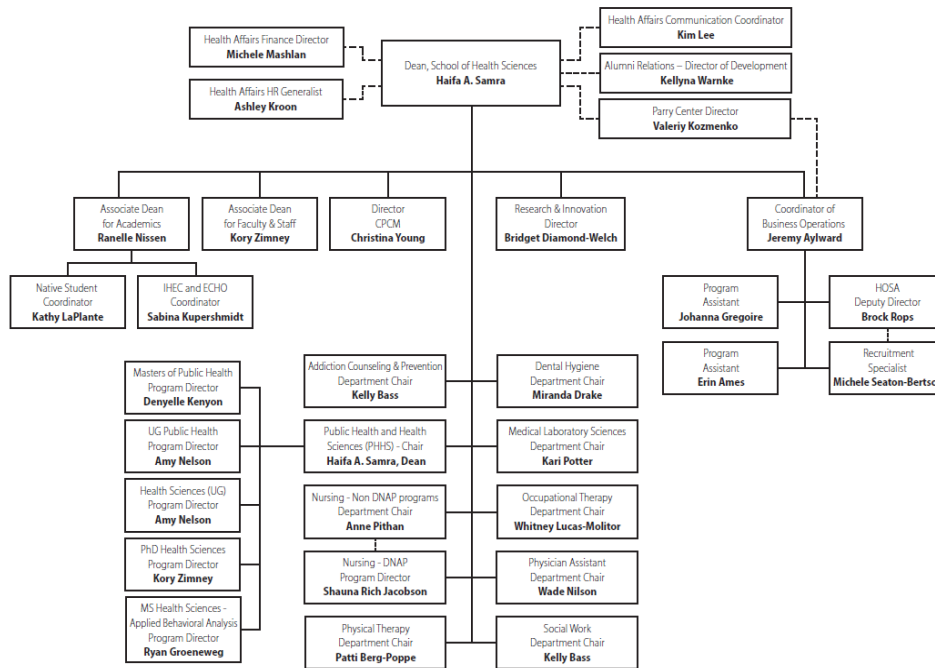 Health Affairs Finance Director
Michele Mashlan
Health Affairs HR Generalist
Ashley Kroon
Dean, School of Health Sciences
Haifa A. Samra
Health Affairs Communication Coordinator
Kim Lee
Alumni Relations – Director of Development
Kellyna Warnke
Parry Center Director
Valeriy Kozmenko
Associate Dean
for Academics
Ranelle Nissen
Associate Dean
for Faculty & Staff
Kory Zimney
Director
CPCM
Christina Young
Research & Innovation
Director
Bridget Diamond-Welch
Coordinator of
Business Operations
Jeremy Aylward
Native Student
Coordinator
Kathy LaPlante
IHEC and ECHO
Coordinator
Sabina Kupershmidt
Program
Assistant
Johanna Gregoire
HOSA
Deputy Director
Brock Rops
Program
Assistant
Erin Ames
Recruitment
Specialist
Michele Seaton-Bertsc
Masters of Public Health
Program Director
Denyelle Kenyon
UG Public Health
Program Director
Amy Nelson
Health Sciences (UG)
Program Director
Amy Nelson
PhD Health Sciences
Program Director
Kory Zimney
MS Health Sciences -
Applied Behavioral Analysis
Program Director
Ryan Groeneweg
Addiction Counseling & Prevention
Department Chair
Kelly Bass
Dental Hygiene
Department Chair
Miranda Drake
Public Health and Health
Sciences (PHHS) - Chair
Haifa A. Samra, Dean
Medical Laboratory Sciences
Department Chair
Kari Potter
Nursing - Non DNAP programs
Department Chair
Anne Pithan
Occupational Therapy
Department Chair
Whitney Lucas-Molitor
Nursing - DNAP
Program Director
Shauna Rich Jacobson
Physician Assistant
Department Chair
Wade Nilson
Physical Therapy
Department Chair
Patti Berg-Poppe
Social Work
Department Chair
Kelly Bass